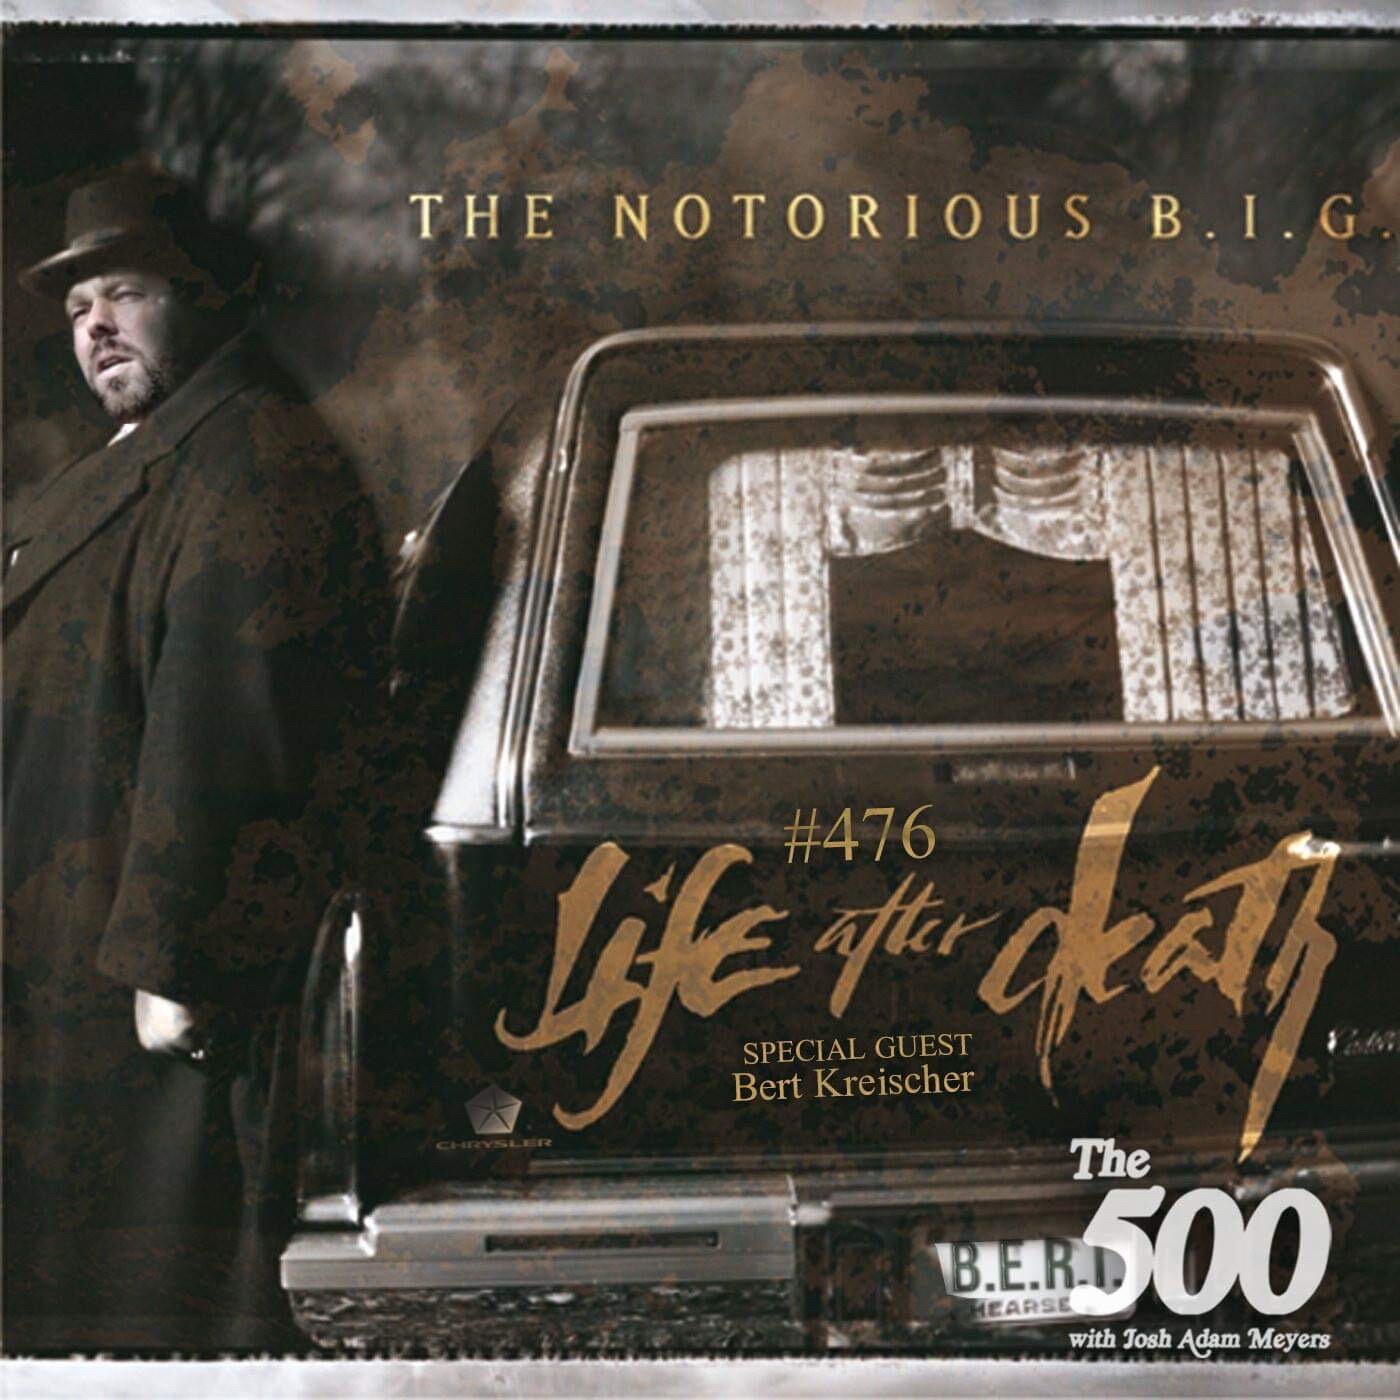 THE NOTORIOUS B.I.G.
#476
Life after death
SPECIAL GUEST
Bert Kreischer
CHRYSLER
The
500
B.E.R.T.
HEARSE
with Josh Adam Meyers